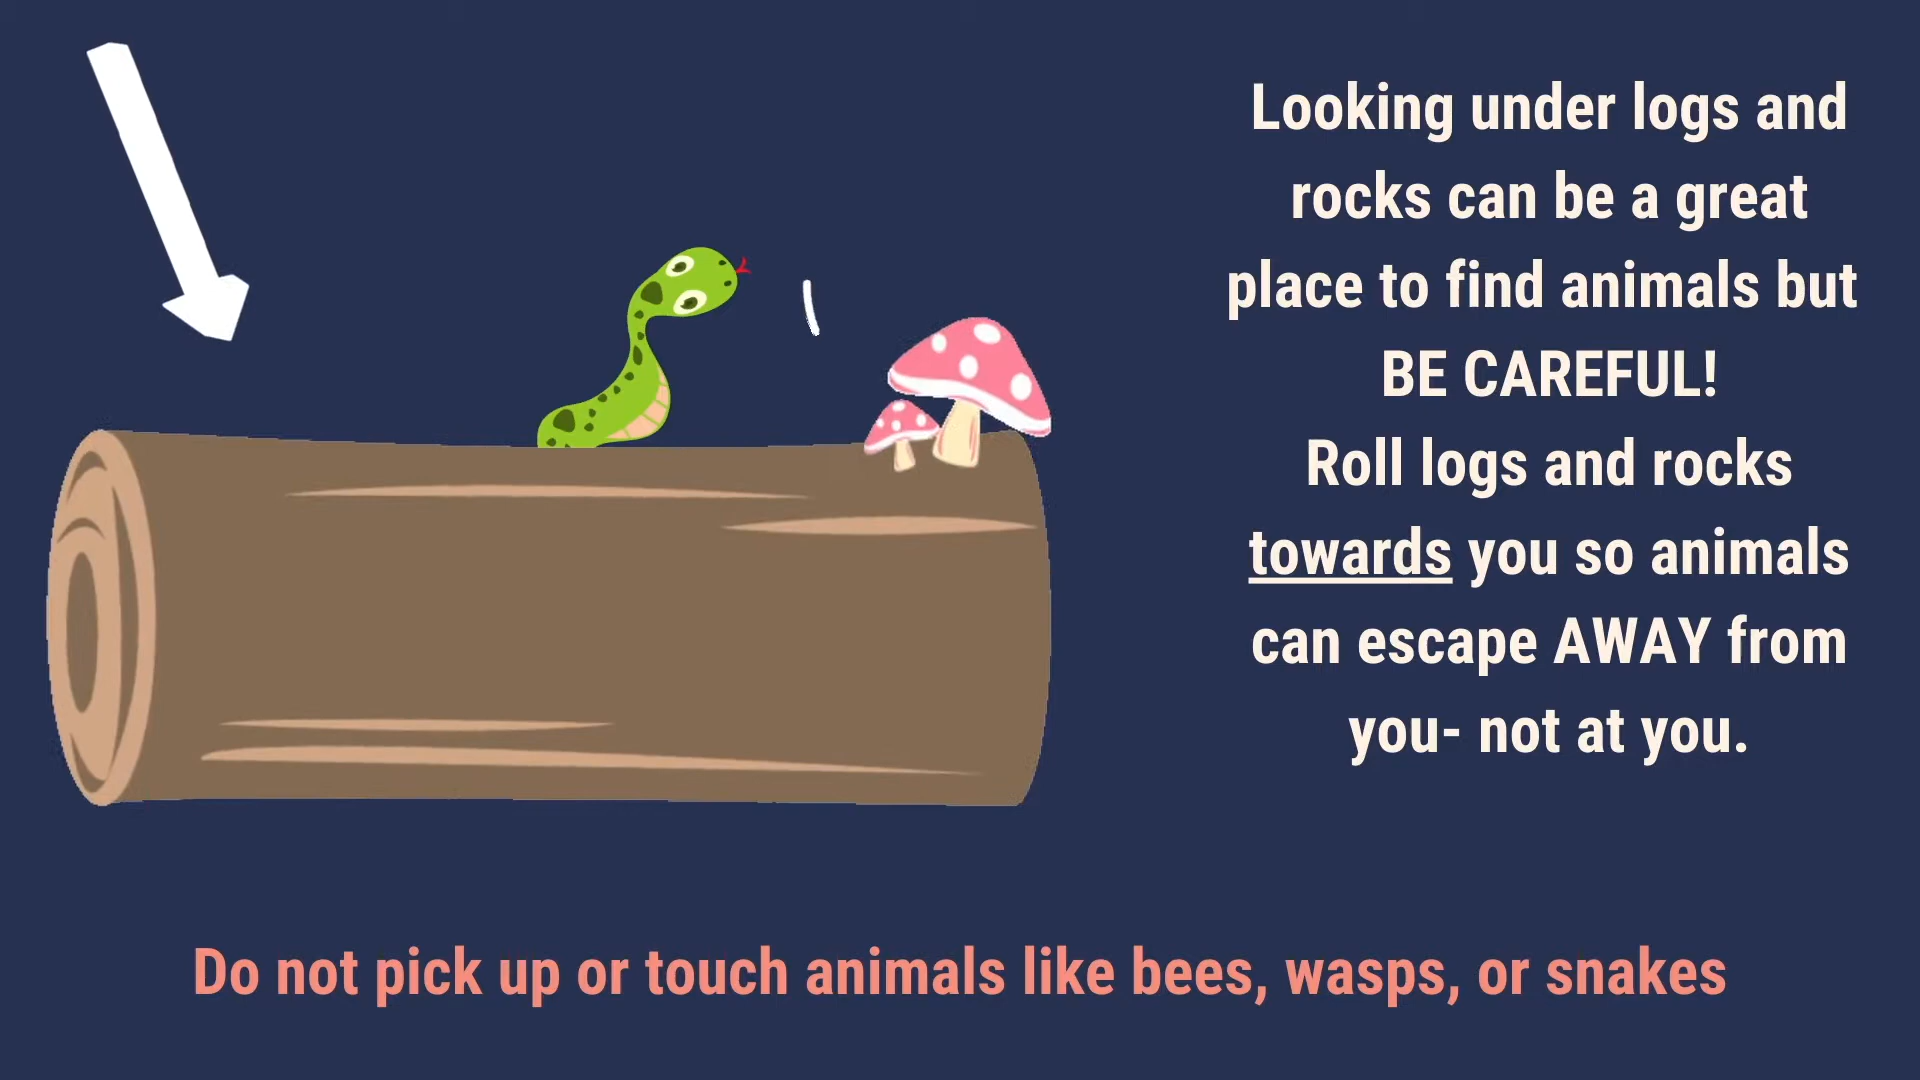 Looking under logs and
rocks can be a great
place to find animals but
BE CAREFUL!
Roll logs and rocks
towards you so animals
can escape AWAY from
you- not at you.
Do not pick up or touch animals like bees, wasps, or snakes